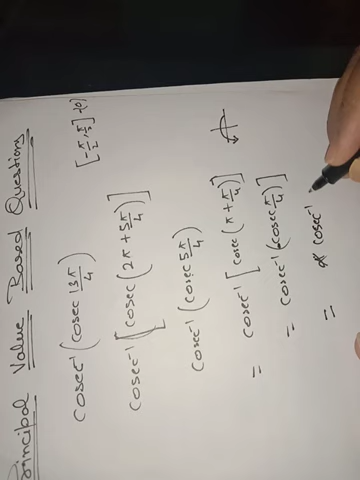 Principal Value Based Questions
cosec⁻¹(cosec 13π/4) [-π/2, π/2] - {0}
cosec⁻¹[cosec(2π + 5π/4)]
cosec⁻¹(cosec 5π/4)
= cosec⁻¹[cosec(π + π/4)]
= cosec⁻¹(cosec π/4)]
= cosec⁻¹